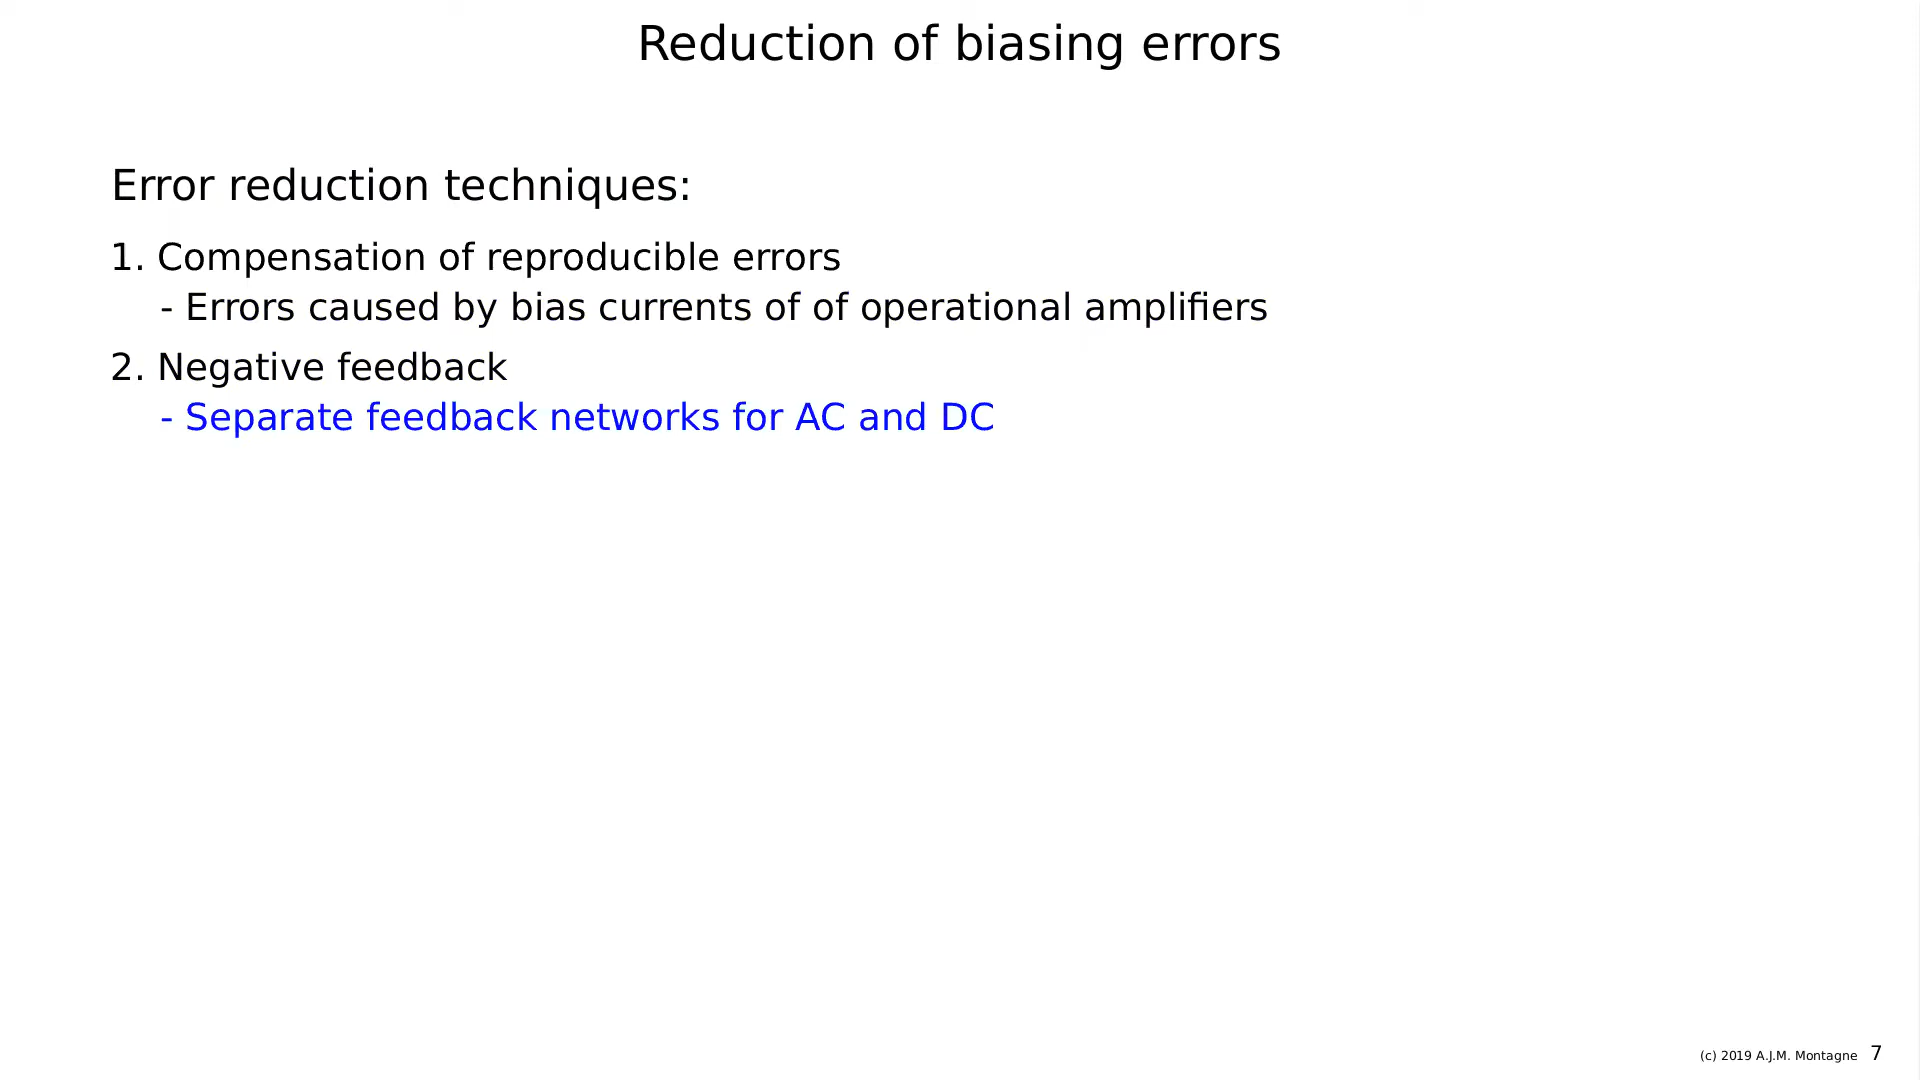 Reduction of biasing errors
Error reduction techniques:
1. Compensation of reproducible errors
- Errors caused by bias currents of of operational amplifiers
2. Negative feedback
- Separate feedback networks for AC and DC
(c) 2019 A.J.M. Montagne 7